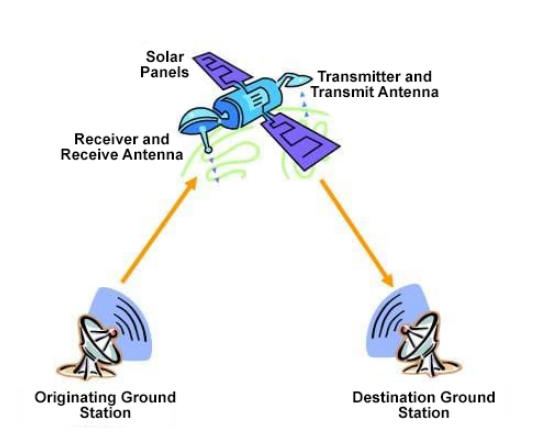 Solar
Panels
Transmitter and
Transmit Antenna
Receiver and
Receive Antenna
Originating Ground
Station
Destination Ground
Station